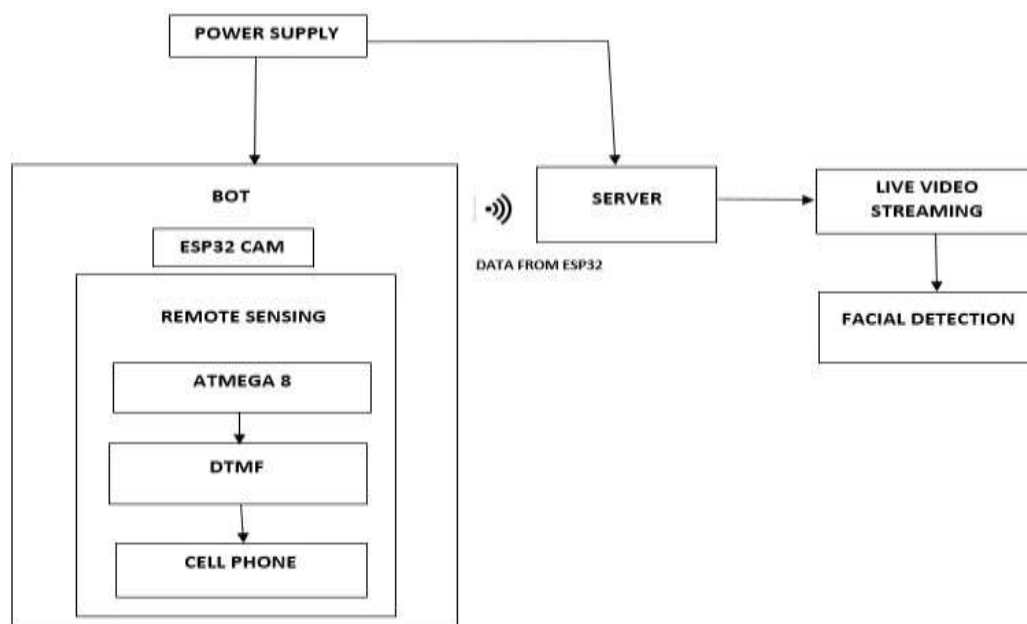 POWER SUPPLY
BOT
ESP32 CAM
REMOTE SENSING
ATMEGA 8
DTMF
CELL PHONE
DATA FROM ESP32
SERVER
LIVE VIDEO
STREAMING
FACIAL DETECTION